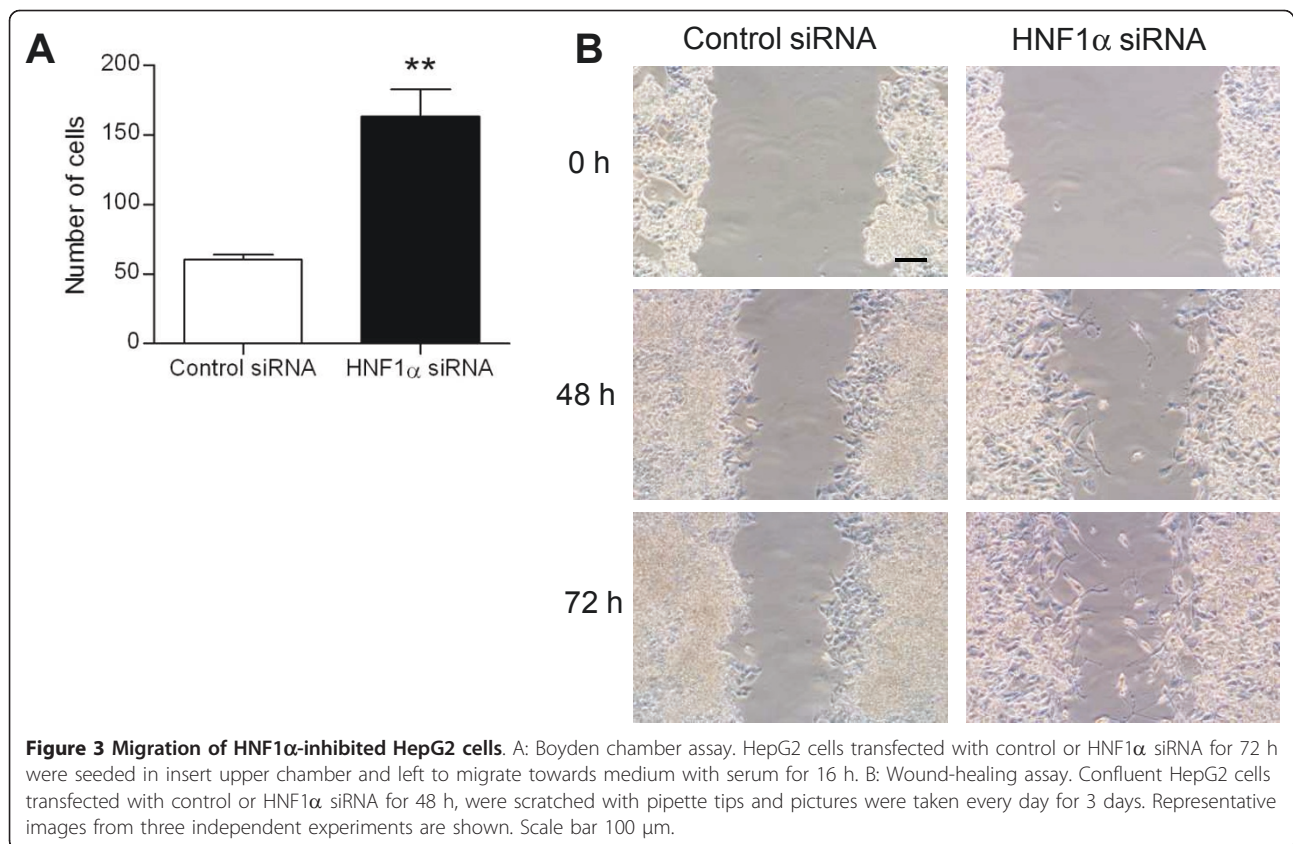 A
200
150
100
50
0
Number of cells
**
Control siRNA
HNF1α siRNA
B
Control siRNA
HNF1α siRNA
0 h
48 h
72 h
Figure 3 Migration of HNF1α-inhibited HepG2 cells. A: Boyden chamber assay. HepG2 cells transfected with control or HNF1α siRNA for 72 h
were seeded in insert upper chamber and left to migrate towards medium with serum for 16 h. B: Wound-healing assay. Confluent HepG2 cells
transfected with control or HNF1α siRNA for 48 h, were scratched with pipette tips and pictures were taken every day for 3 days. Representative
images from three independent experiments are shown. Scale bar 100 μm.